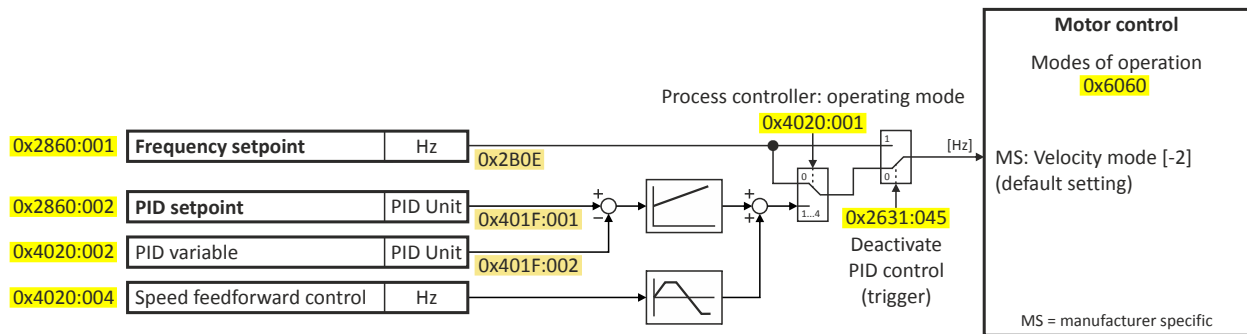 Motor control
Modes of operation
0x6060
Process controller: operating mode
0x4020:001
0x2860:001 Frequency setpoint Hz
0x2B0E
1
0
[Hz]
MS: Velocity mode [-2]
(default setting)
0
1...4
0x2860:002 PID setpoint PID Unit
0x401F:001
+
−
+
+
0x2631:045
Deactivate
PID control
(trigger)
0x4020:002 PID variable PID Unit
0x401F:002
0x4020:004 Speed feedforward control Hz
MS = manufacturer specific